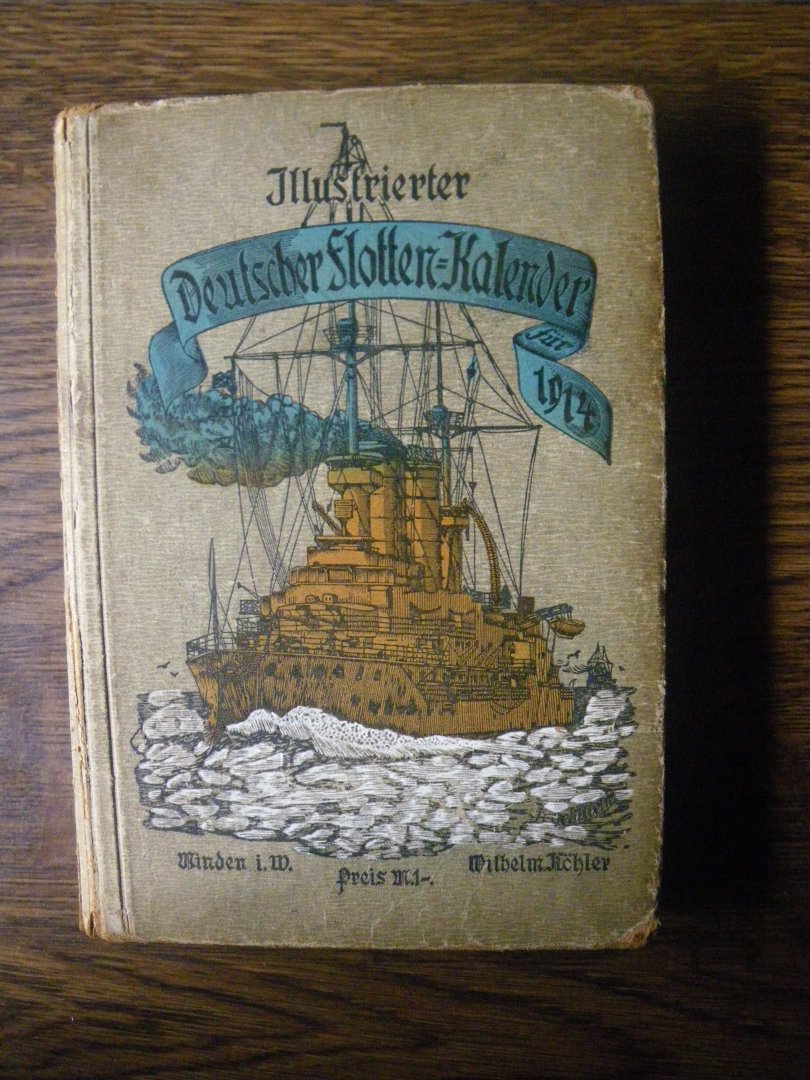 Illustrierter
Deutscher Flotten=Kalender
für
1914
Minden i. W.
Preis M.1-.
Wilhelm Köhler